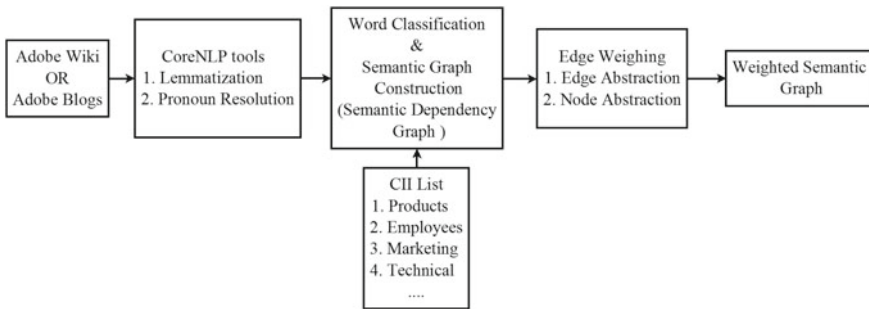 Adobe Wiki
OR
Adobe Blogs
CoreNLP tools
1. Lemmatization
2. Pronoun Resolution
Word Classification
&
Semantic Graph
Construction
(Semantic Dependency
Graph )
CII List
1. Products
2. Employees
3. Marketing
4. Technical
....
Edge Weighing
1. Edge Abstraction
2. Node Abstraction
Weighted Semantic
Graph